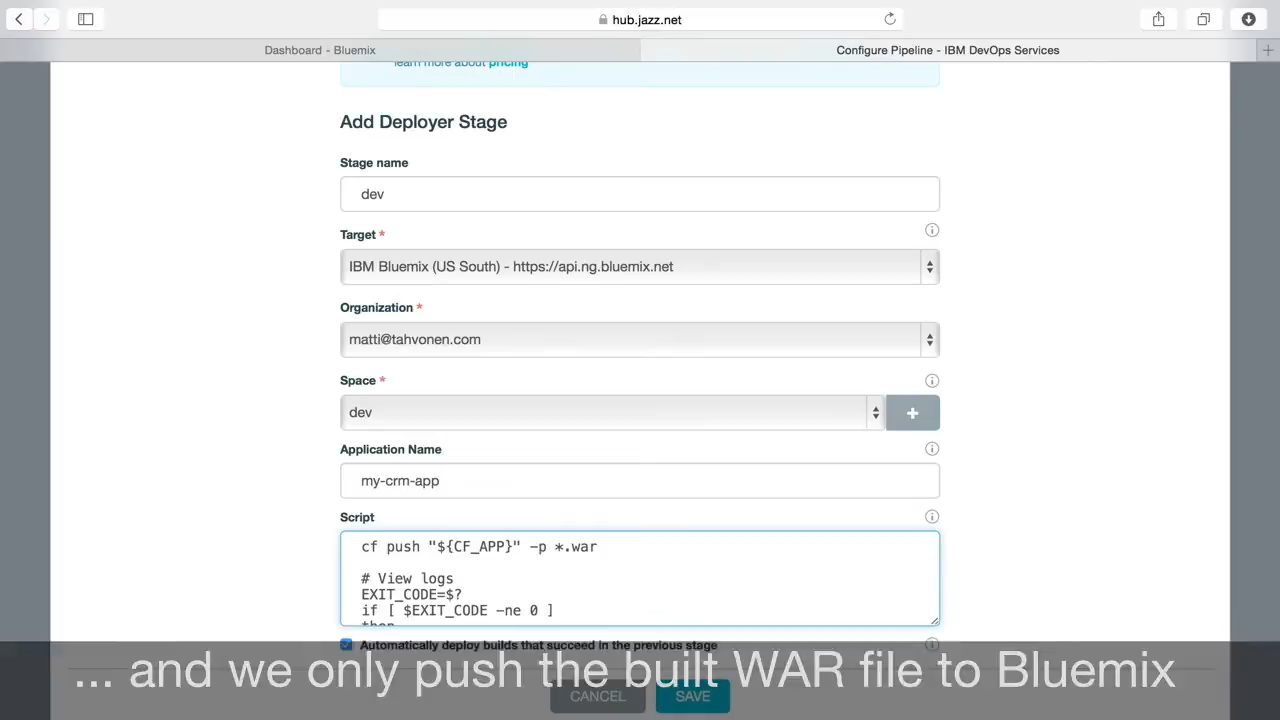 hub.jazz.net
Dashboard - Bluemix
Configure Pipeline - IBM DevOps Services
learn more about pricing
Add Deployer Stage
Stage name
dev
Target *
IBM Bluemix (US South) - https://api.ng.bluemix.net
Organization *
matti@tahvonen.com
Space *
dev
Application Name
my-crm-app
Script
cf push "${CF_APP}" -p *.war
# View logs
EXIT_CODE=$?
if [ $EXIT_CODE -ne 0 ]
Automatically deploy builds that succeed in the previous stage
... and we only push the built WAR file to Bluemix
CANCEL
SAVE